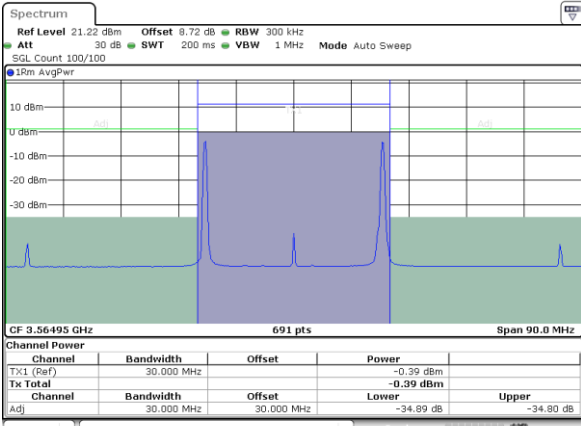 Spectrum
Ref Level 21.22 dBm Offset 8.72 dB RBW 300 kHz
Att 30 dB SWT 200 ms VBW 1 MHz Mode Auto Sweep
SGL Count 100/100
1Rm AvgPwr
10 dBm
Adj Adj
0 dBm
-10 dBm
-20 dBm
-30 dBm
CF 3.56495 GHz 691 pts Span 90.0 MHz
Channel Power
Channel Bandwidth Offset Power
TX1 (Ref) 30.000 MHz -0.39 dBm
Tx Total -0.39 dBm
Channel Bandwidth Offset Lower Upper
Adj 30.000 MHz 30.000 MHz -34.89 dB -34.80 dB